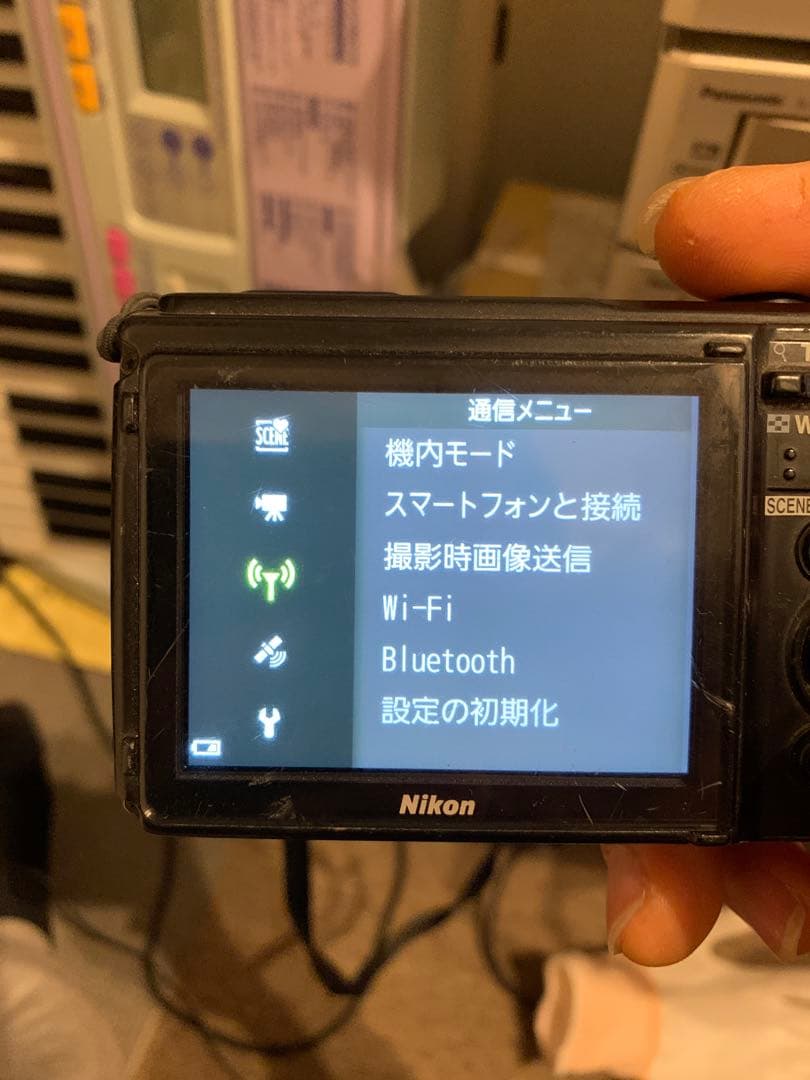 Panasonic
SCENE
通信メニュー
機内モード
スマートフォンと接続
撮影時画像送信
Wi-Fi
Bluetooth
設定の初期化
Nikon
T
W
SCENE